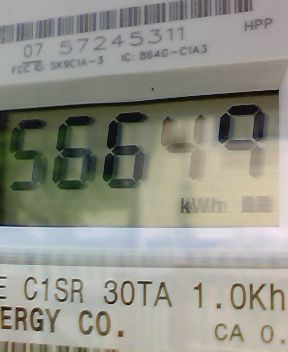 07 57245311
HPP
FCC ID: SK9C1A-3 IC: 864G-C1A3
56649
kWh
E C1SR 30TA 1.0Kh
ERGY CO.
CA 0.